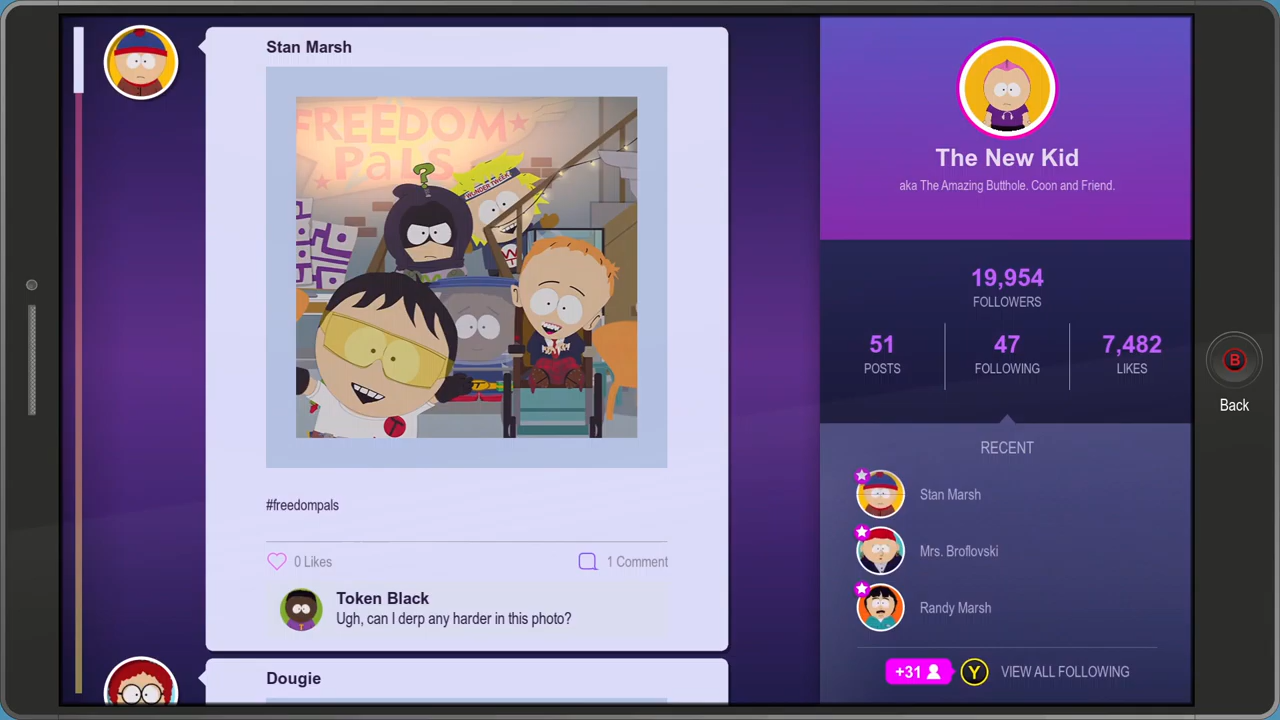 Stan Marsh
FREEDOM
PaLS
THUNDER TWEEK
W
T
#freedompals
0 Likes
1 Comment
Token Black
Ugh, can I derp any harder in this photo?
Dougie
The New Kid
aka The Amazing Butthole. Coon and Friend.
19,954
FOLLOWERS
51
POSTS
47
FOLLOWING
7,482
LIKES
RECENT
Stan Marsh
Mrs. Broflovski
Randy Marsh
+31
Y
VIEW ALL FOLLOWING
B
Back